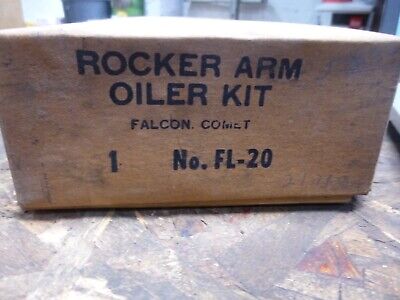 ROCKER ARM
OILER KIT
FALCON. COMET
1 No. FL-20